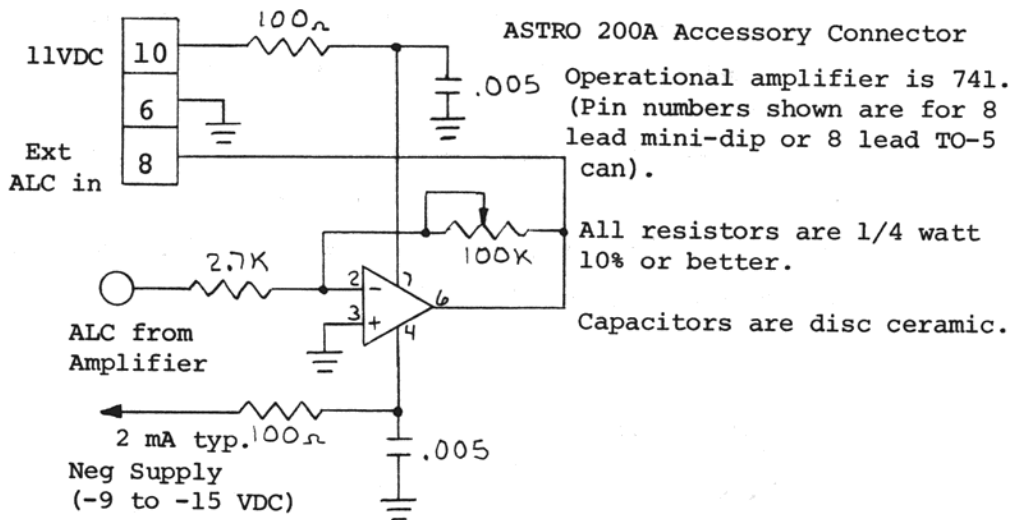 100Ω
ASTRO 200A Accessory Connector
11VDC
10
6
8
.005
Operational amplifier is 741.
(Pin numbers shown are for 8
lead mini-dip or 8 lead TO-5
can).
Ext
ALC in
100K
All resistors are 1/4 watt
10% or better.
2.7K
2
-
7
3
+
6
4
Capacitors are disc ceramic.
ALC from
Amplifier
2 mA typ.
100Ω
.005
Neg Supply
(-9 to -15 VDC)